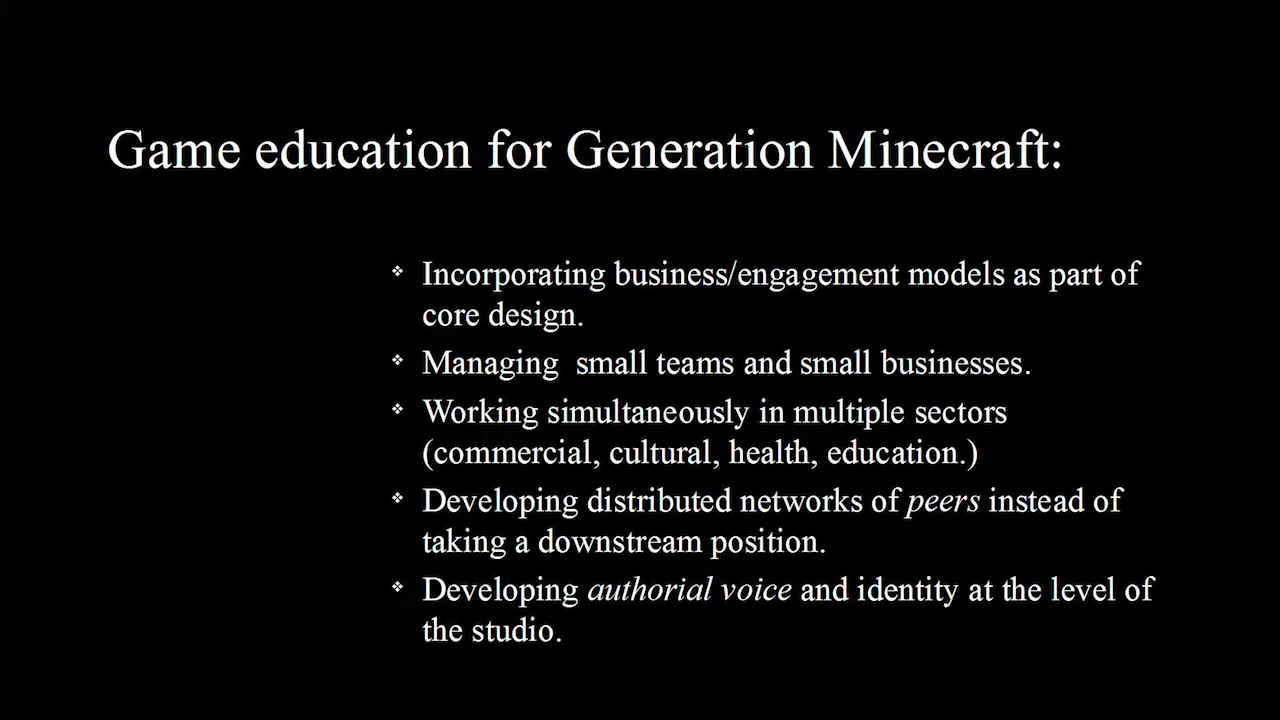 Game education for Generation Minecraft:
❖ Incorporating business/engagement models as part of
core design.
❖ Managing  small teams and small businesses.
❖ Working simultaneously in multiple sectors
(commercial, cultural, health, education.)
❖ Developing distributed networks of peers instead of
taking a downstream position.
❖ Developing authorial voice and identity at the level of
the studio.